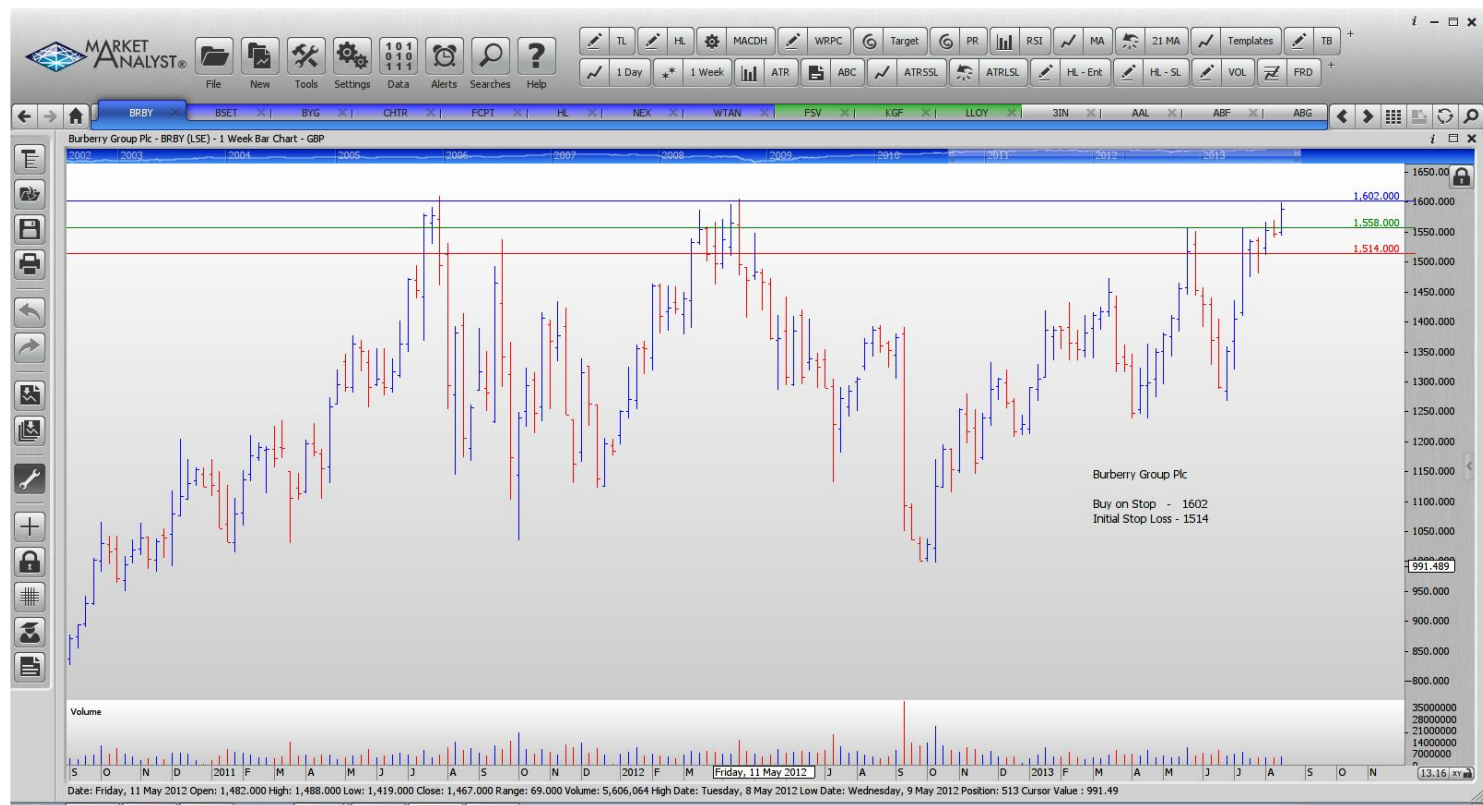 i
MARKET ANALYST®
TL HL MACDH WRPC Target PR RSI MA 21 MA Templates TB +
1 Day 1 Week ATR ABC ATRSSL ATRLSL HL - Ent HL - SL VOL FRD +
File New Tools Settings Data Alerts Searches Help
BRBY BSET BYG CHTR FCPT HL NEX WTAN FSV KGF LLOY 3IN AAL ABF ABG
Burberry Group Plc - BRBY (LSE) - 1 Week Bar Chart - GBP
2002 2003 2004 2005 2006 2007 2008 2009 2010 2011 2012 2013
1650.00
1,602.000
1600.000
1,558.000
1550.000
1,514.000
1500.000
1450.000
1400.000
1350.000
1300.000
1250.000
1200.000
1150.000
Burberry Group Plc
Buy on Stop - 1602
Initial Stop Loss - 1514
1100.000
1050.000
991.489
950.000
900.000
850.000
800.000
Volume
35000000
28000000
21000000
14000000
7000000
0
S O N D 2011 F M A M J J A S O N D 2012 F M Friday, 11 May 2012 J A S O N D 2013 F M A M J J A S O N 13.16 XY
Date: Friday, 11 May 2012 Open: 1,482.000 High: 1,488.000 Low: 1,419.000 Close: 1,467.000 Range: 69.000 Volume: 5,606,064 High Date: Tuesday, 8 May 2012 Low Date: Wednesday, 9 May 2012 Position: 513 Cursor Value : 991.49